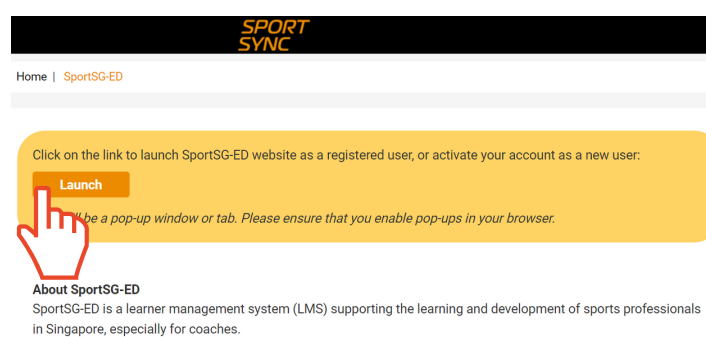 SPORT
SYNC
Home | SportSG-ED
Click on the link to launch SportSG-ED website as a registered user, or activate your account as a new user:
Launch
be a pop-up window or tab. Please ensure that you enable pop-ups in your browser.
About SportSG-ED
SportSG-ED is a learner management system (LMS) supporting the learning and development of sports professionals
in Singapore, especially for coaches.